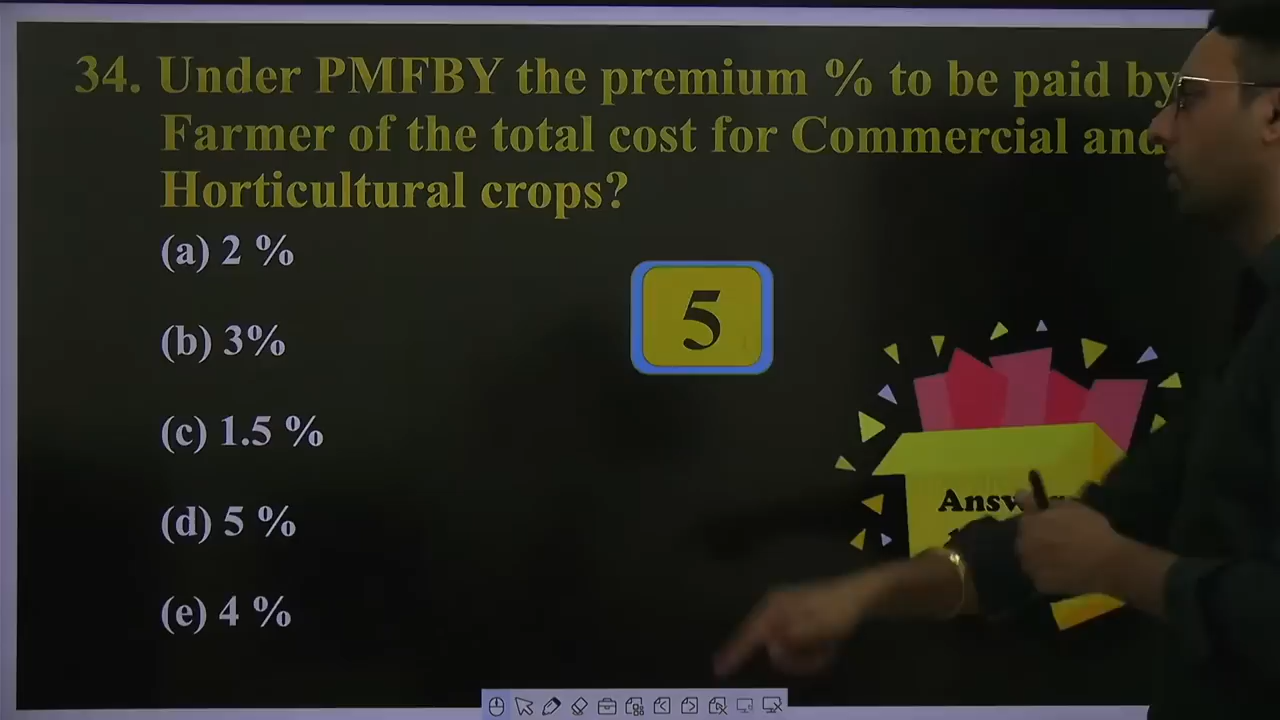 34. Under PMFBY the premium % to be paid by
Farmer of the total cost for Commercial and
Horticultural crops?
(a) 2 %
(b) 3%
5
(c) 1.5 %
(d) 5 %
(e) 4 %